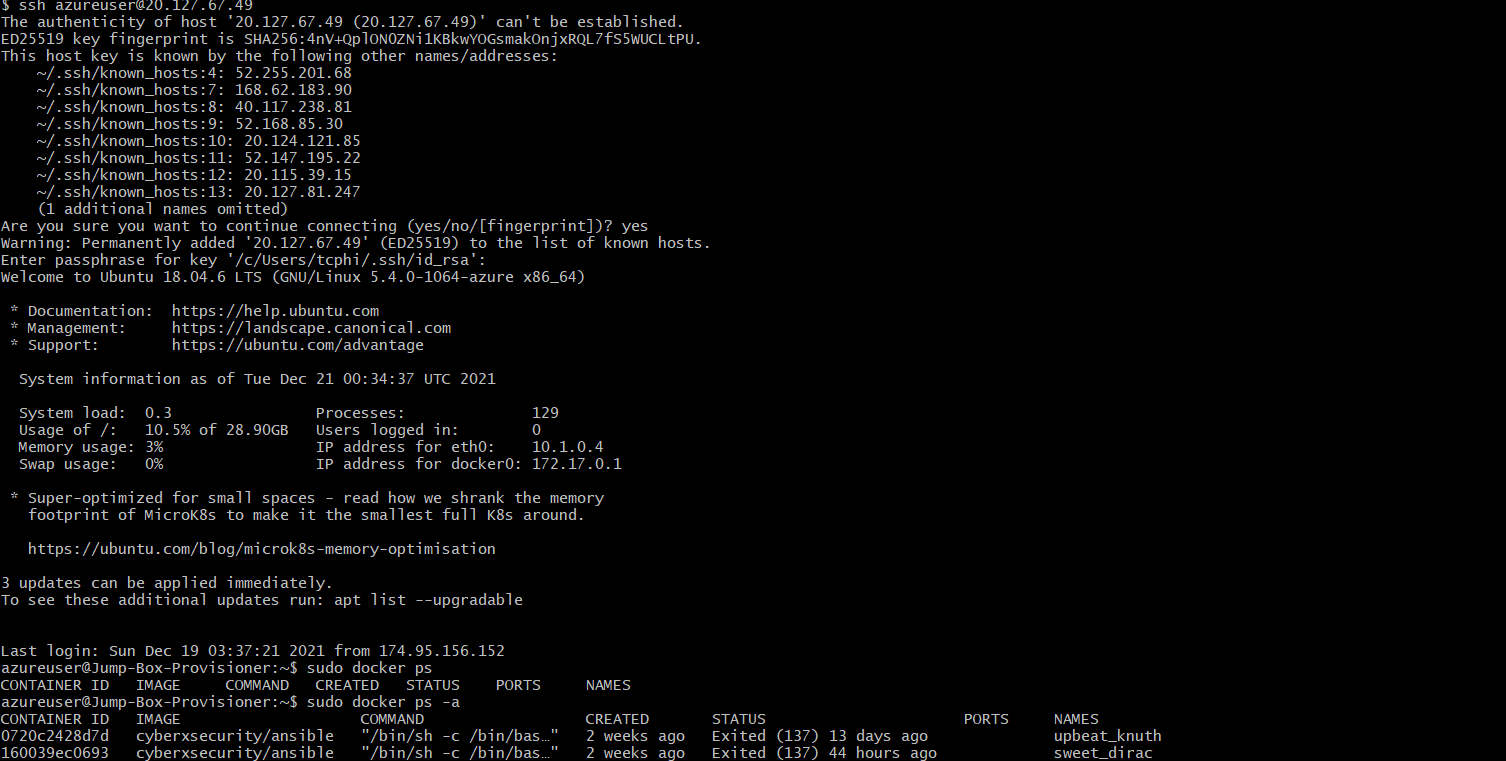 $ ssh azureuser@20.127.67.49
The authenticity of host '20.127.67.49 (20.127.67.49)' can't be established.
ED25519 key fingerprint is SHA256:4nV+QplON0ZNi1KBkwYOGsmakOnjxRQL7fS5WUCLtPU.
This host key is known by the following other names/addresses:
    ~/.ssh/known_hosts:4: 52.255.201.68
    ~/.ssh/known_hosts:7: 168.62.183.90
    ~/.ssh/known_hosts:8: 40.117.238.81
    ~/.ssh/known_hosts:9: 52.168.85.30
    ~/.ssh/known_hosts:10: 20.124.121.85
    ~/.ssh/known_hosts:11: 52.147.195.22
    ~/.ssh/known_hosts:12: 20.115.39.15
    ~/.ssh/known_hosts:13: 20.127.81.247
    (1 additional names omitted)
Are you sure you want to continue connecting (yes/no/[fingerprint])? yes
Warning: Permanently added '20.127.67.49' (ED25519) to the list of known hosts.
Enter passphrase for key '/c/Users/tcphi/.ssh/id_rsa':
Welcome to Ubuntu 18.04.6 LTS (GNU/Linux 5.4.0-1064-azure x86_64)
 * Documentation:  https://help.ubuntu.com
 * Management:     https://landscape.canonical.com
 * Support:        https://ubuntu.com/advantage
  System information as of Tue Dec 21 00:34:37 UTC 2021
  System load:  0.3                Processes:              129
  Usage of /:   10.5% of 28.90GB   Users logged in:        0
  Memory usage: 3%                 IP address for eth0:    10.1.0.4
  Swap usage:   0%                 IP address for docker0: 172.17.0.1
 * Super-optimized for small spaces - read how we shrank the memory
   footprint of MicroK8s to make it the smallest full K8s around.
   https://ubuntu.com/blog/microk8s-memory-optimisation
3 updates can be applied immediately.
To see these additional updates run: apt list --upgradable
Last login: Sun Dec 19 03:37:21 2021 from 174.95.156.152
azureuser@Jump-Box-Provisioner:~$ sudo docker ps
CONTAINER ID   IMAGE     COMMAND   CREATED   STATUS    PORTS     NAMES
azureuser@Jump-Box-Provisioner:~$ sudo docker ps -a
CONTAINER ID   IMAGE                    COMMAND                  CREATED       STATUS                      PORTS     NAMES
0720c2428d7d   cyberxsecurity/ansible   "/bin/sh -c /bin/bas…"   2 weeks ago   Exited (137) 13 days ago              upbeat_knuth
160039ec0693   cyberxsecurity/ansible   "/bin/sh -c /bin/bas…"   2 weeks ago   Exited (137) 44 hours ago             sweet_dirac